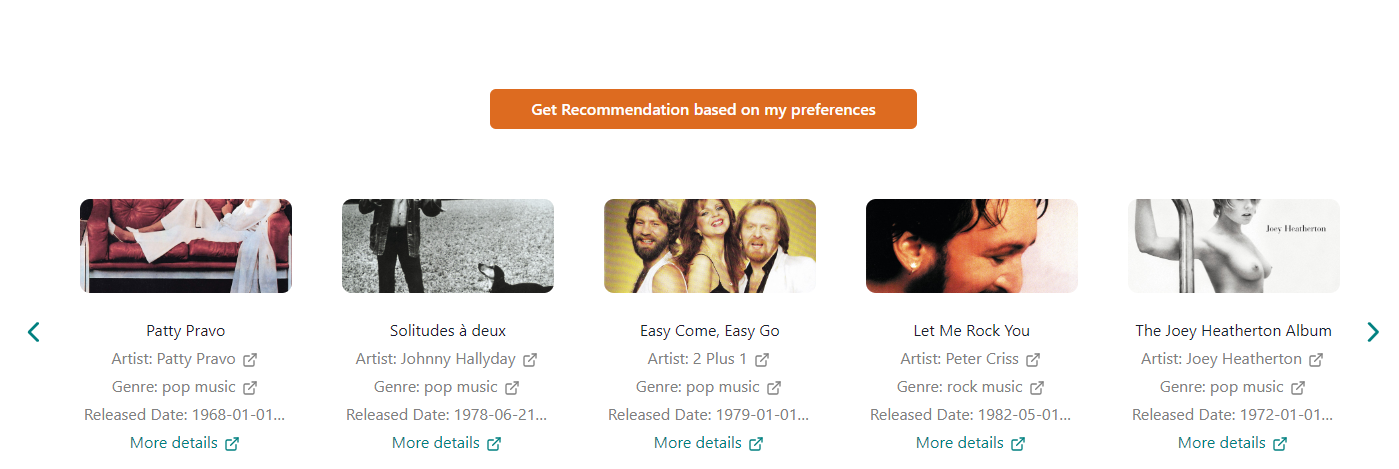 Get Recommendation based on my preferences
Joey Heatherton
Patty Pravo
Artist: Patty Pravo
Genre: pop music
Released Date: 1968-01-01...
More details
Solitudes à deux
Artist: Johnny Hallyday
Genre: pop music
Released Date: 1978-06-21...
More details
Easy Come, Easy Go
Artist: 2 Plus 1
Genre: pop music
Released Date: 1979-01-01...
More details
Let Me Rock You
Artist: Peter Criss
Genre: rock music
Released Date: 1982-05-01...
More details
The Joey Heatherton Album
Artist: Joey Heatherton
Genre: pop music
Released Date: 1972-01-01...
More details